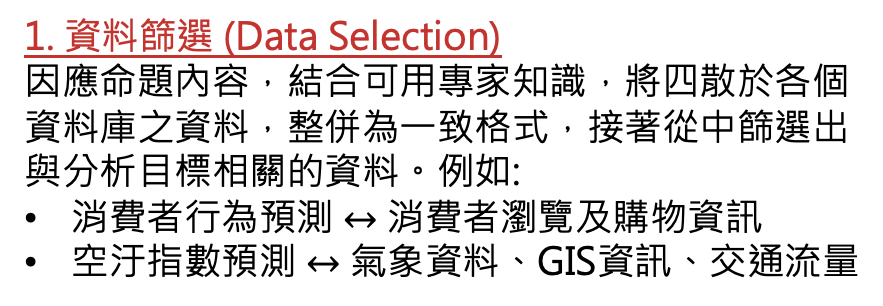 1. 資料篩選 (Data Selection)
因應命題內容，結合可用專家知識，將四散於各個
資料庫之資料，整併為一致格式，接著從中篩選出
與分析目標相關的資料。例如:
• 消費者行為預測 ↔ 消費者瀏覽及購物資訊
• 空汙指數預測 ↔ 氣象資料、GIS資訊、交通流量